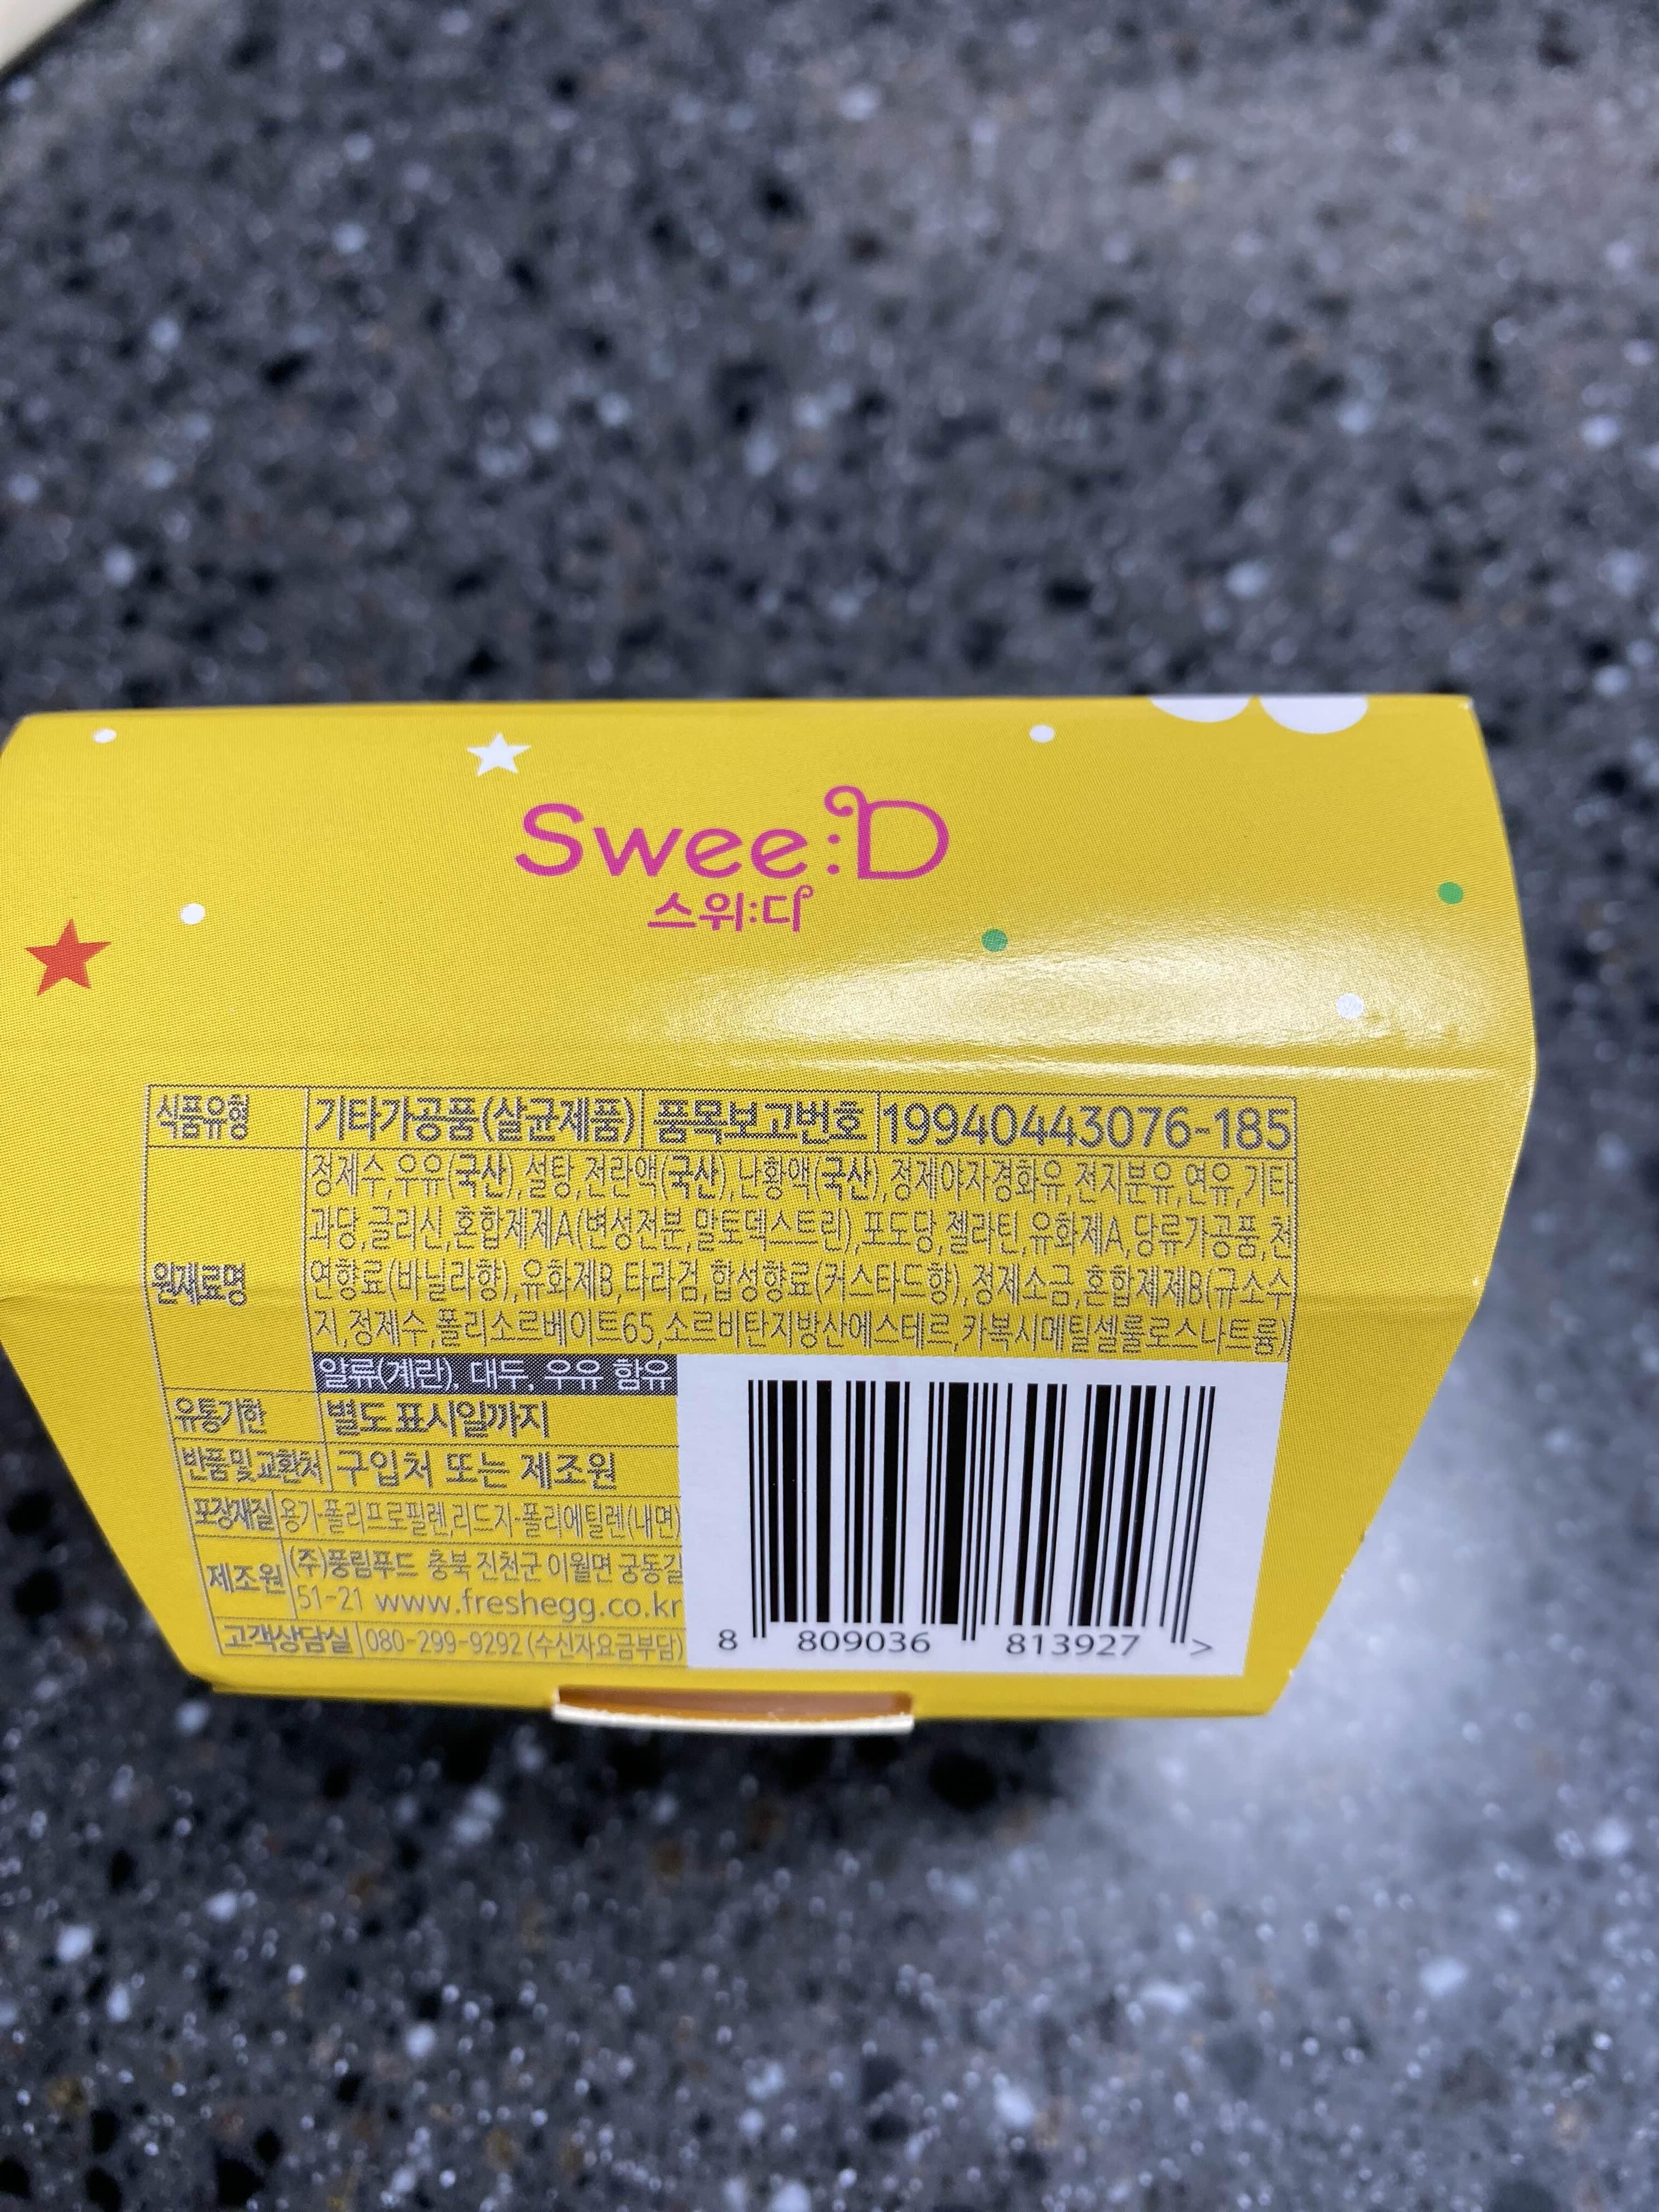 Swee:D
스위:디
식품유형 기타가공품(살균제품) 품목보고번호 19940443076-185
원재료명 정제수,우유(국산),설탕,전란액(국산),난황액(국산),정제야자경화유,전지분유,연유,기타
과당,글리신,혼합제제A(변성전분,말토덱스트린),포도당,젤라틴,유화제A,당류가공품,천
연향료(바닐라향),유화제B,타라검,합성향료(커스타드향),정제소금,혼합제제B(규소수
지,정제수,폴리소르베이트65,소르비탄지방산에스테르,카복시메틸셀룰로스나트륨)
알류(계란), 대두, 우유 함유
유통기한 별도 표시일까지
반품및교환처 구입처 또는 제조원
포장재질 용기-폴리프로필렌,리드지-폴리에틸렌(내면)
제조원 (주)풍림푸드 충북 진천군 이월면 궁동길
51-21 www.freshegg.co.kr
고객상담실 080-299-9292 (수신자요금부담)
8 809036 813927 >